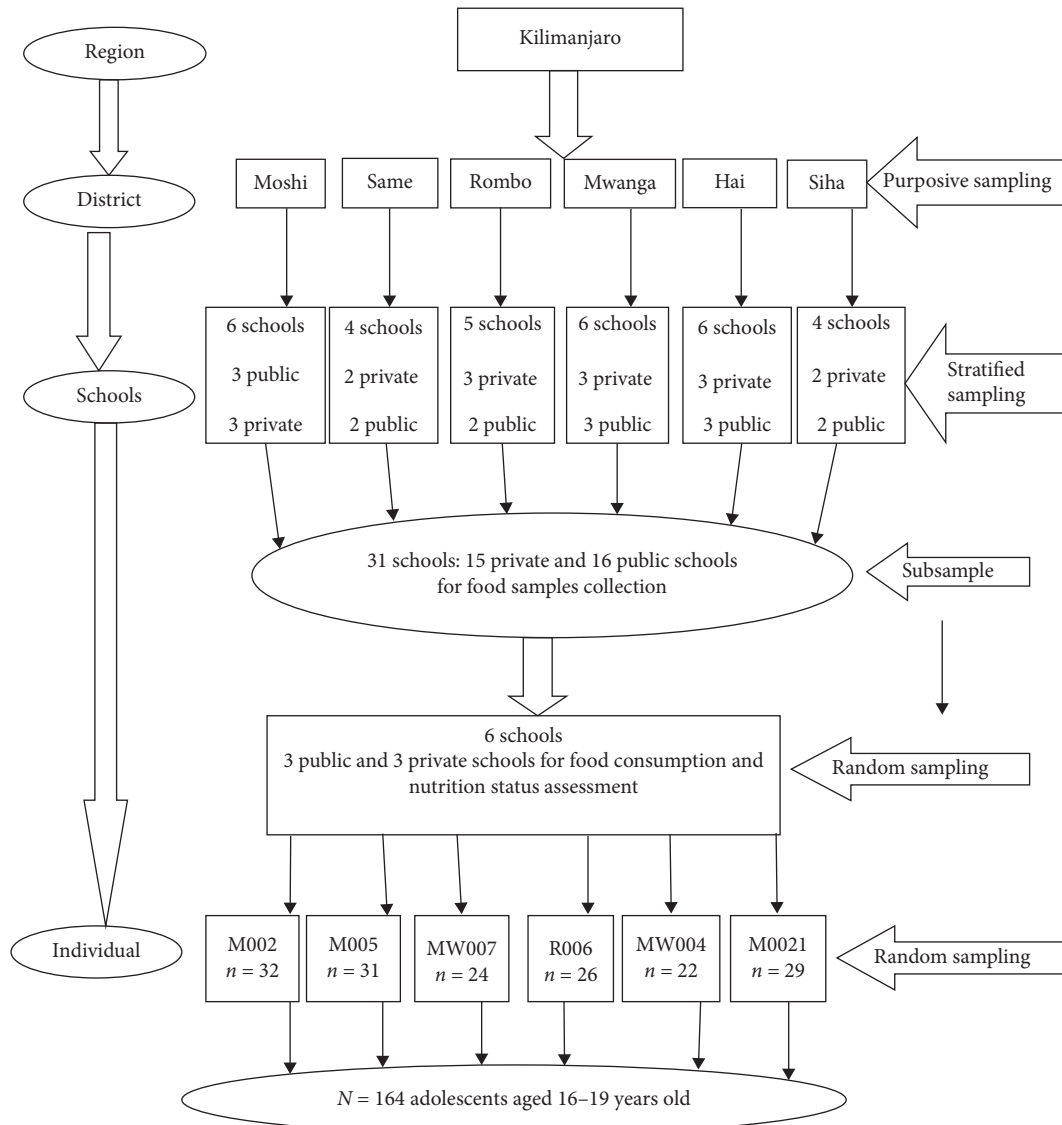 Region
Kilimanjaro
District
Moshi
Same
Rombo
Mwanga
Hai
Siha
Purposive sampling
Schools
6 schools
3 public
3 private
4 schools
2 private
2 public
5 schools
3 private
2 public
6 schools
3 private
3 public
6 schools
3 private
3 public
4 schools
2 private
2 public
Stratified
sampling
31 schools: 15 private and 16 public schools
for food samples collection
Subsample
6 schools
3 public and 3 private schools for food consumption and
nutrition status assessment
Random sampling
Individual
M002
n = 32
M005
n = 31
MW007
n = 24
R006
n = 26
MW004
n = 22
M0021
n = 29
Random sampling
N = 164 adolescents aged 16–19 years old